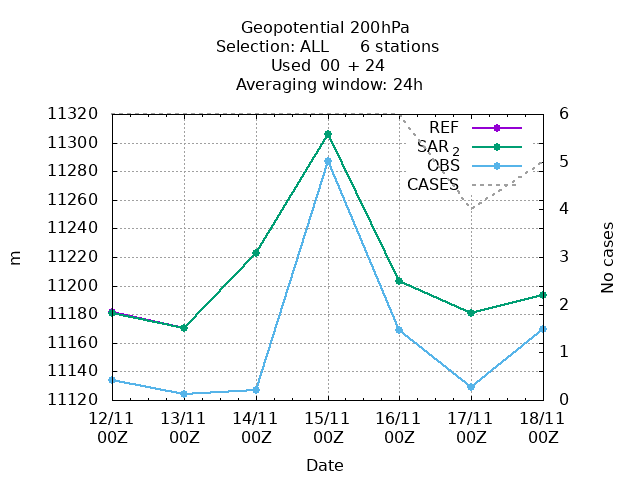 Geopotential 200hPa
Selection: ALL      6 stations
Used  00  + 24
Averaging window: 24h
11320
11300
11280
11260
11240
11220
11200
11180
11160
11140
11120
m
6
5
4
3
2
1
0
No cases
REF
SAR 2
OBS
CASES
12/11 13/11 14/11 15/11 16/11 17/11 18/11
00Z 00Z 00Z 00Z 00Z 00Z 00Z
Date